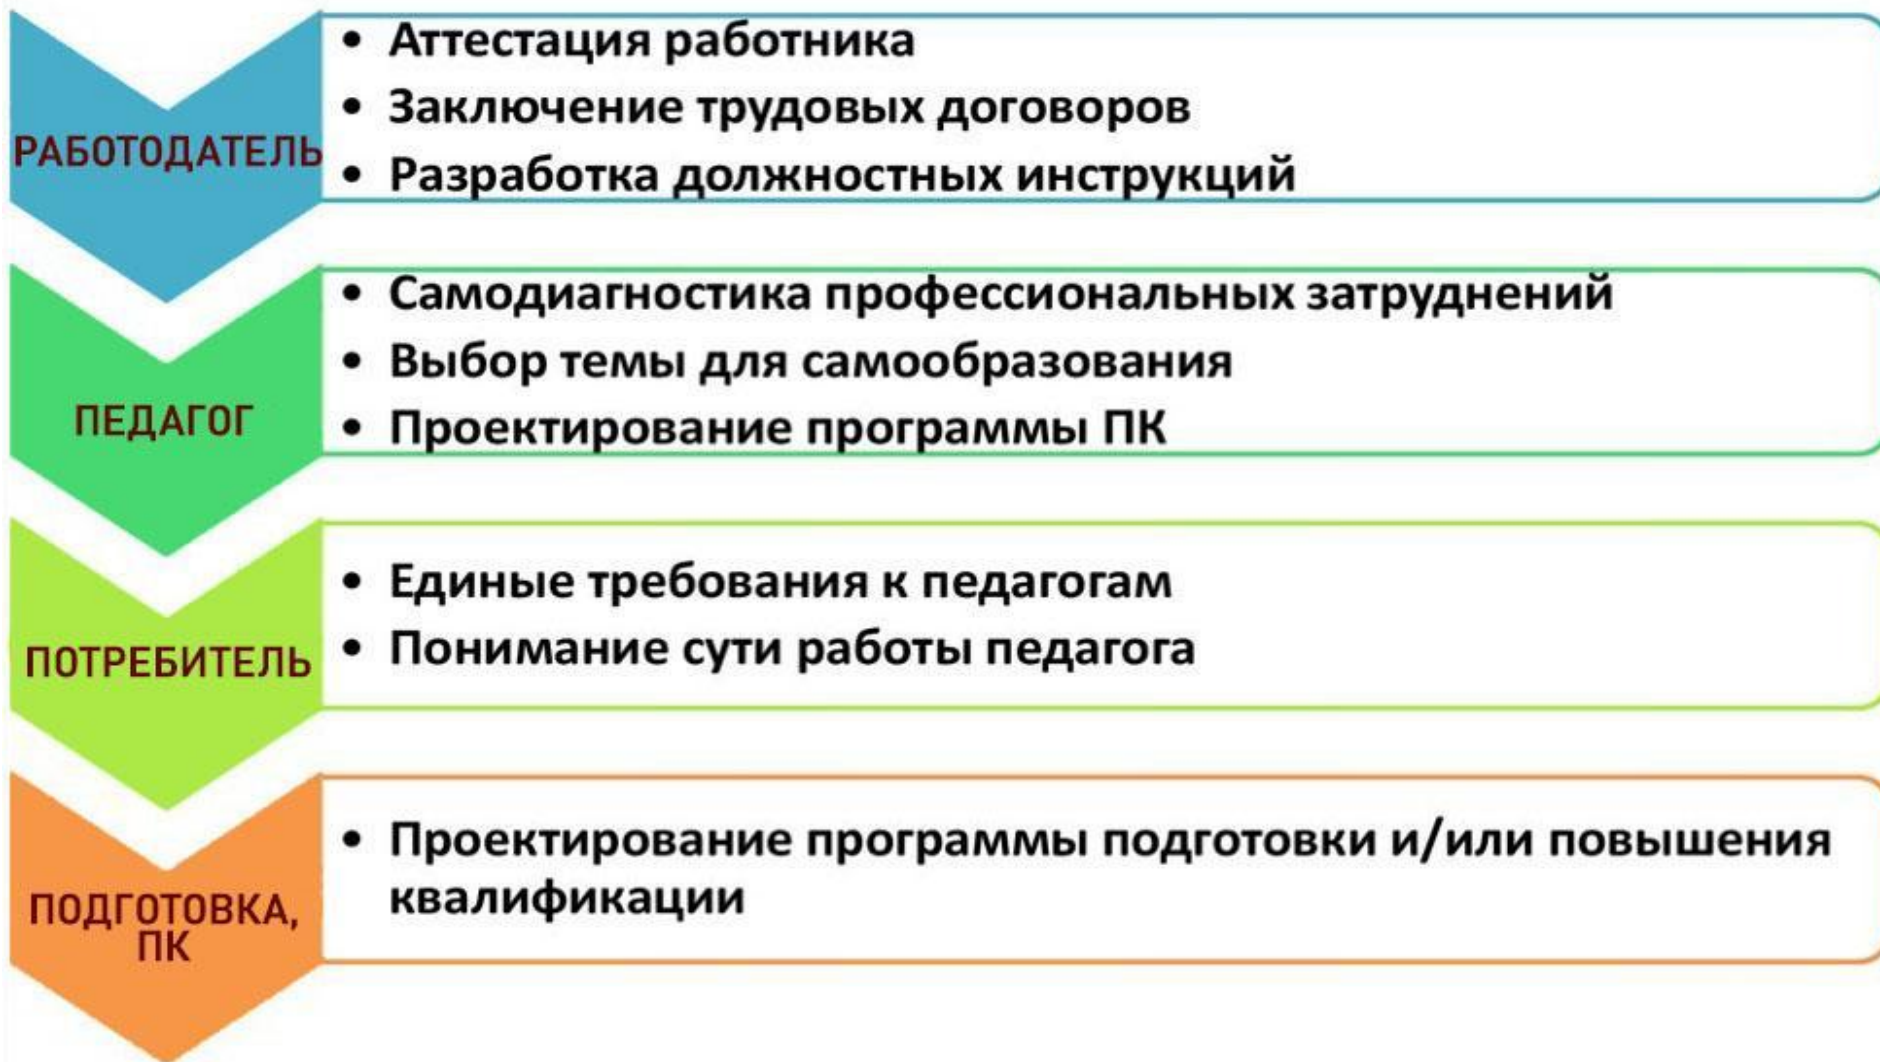 РАБОТОДАТЕЛЬ
• Аттестация работника
• Заключение трудовых договоров
• Разработка должностных инструкций
ПЕДАГОГ
• Самодиагностика профессиональных затруднений
• Выбор темы для самообразования
• Проектирование программы ПК
ПОТРЕБИТЕЛЬ
• Единые требования к педагогам
• Понимание сути работы педагога
ПОДГОТОВКА,
ПК
• Проектирование программы подготовки и/или повышения
квалификации